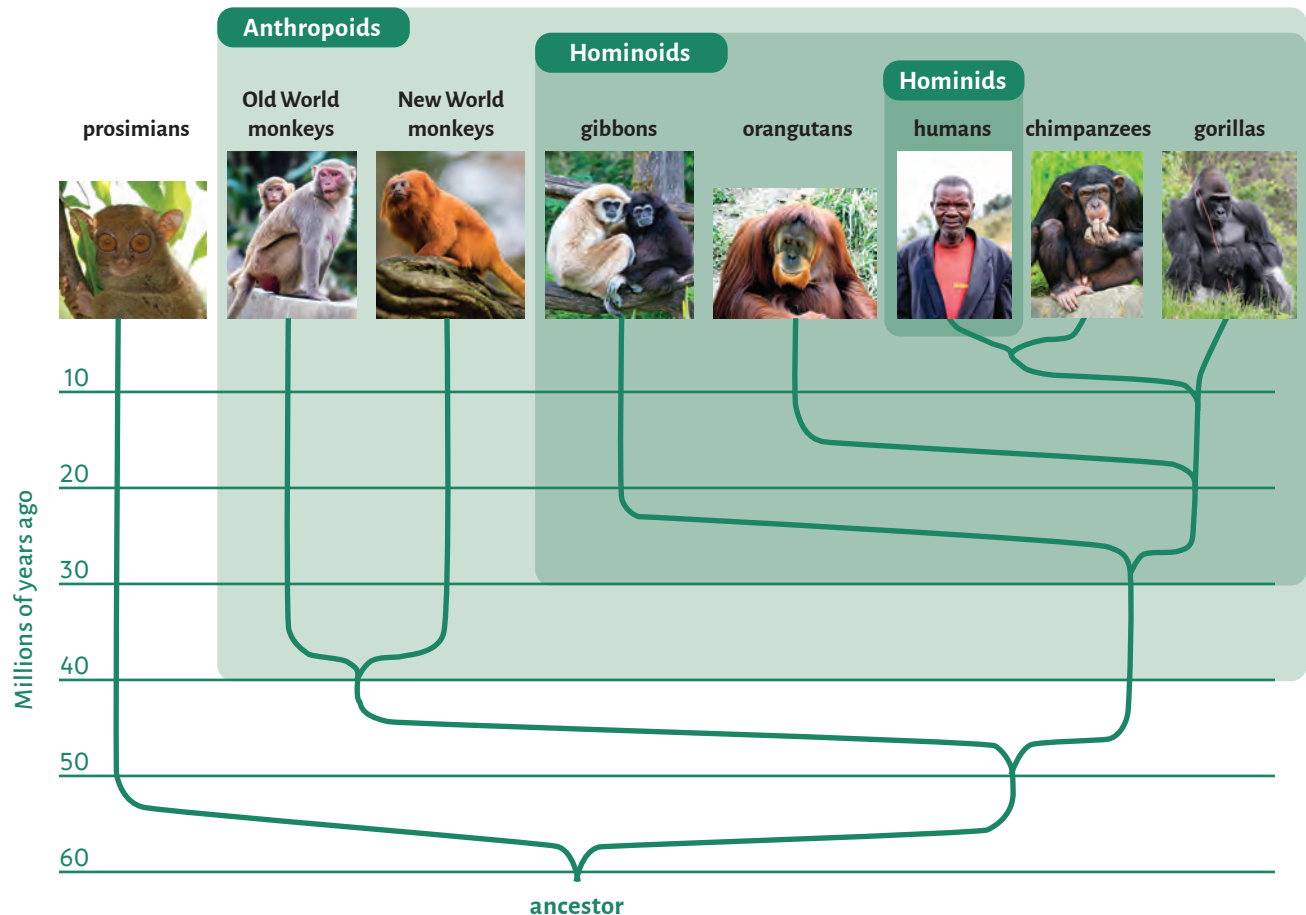 Anthropoids
Hominoids
Hominids
prosimians
Old World
monkeys
New World
monkeys
gibbons
orangutans
humans
chimpanzees
gorillas
Millions of years ago
10
20
30
40
50
60
ancestor